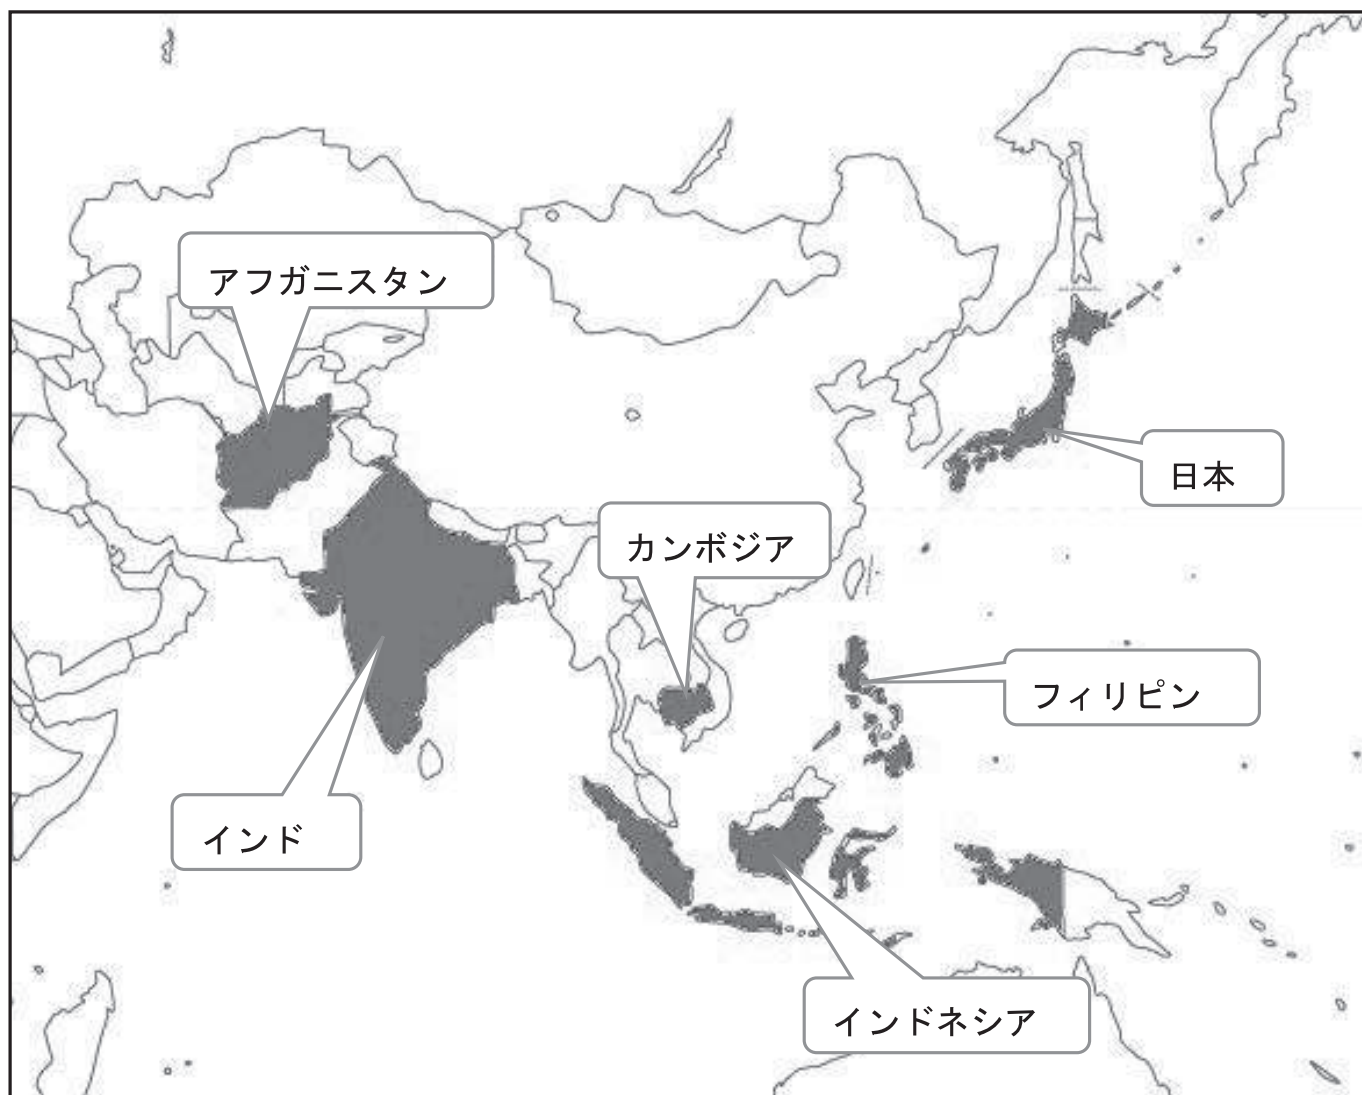 アフガニスタン
日本
カンボジア
フィリピン
インド
インドネシア